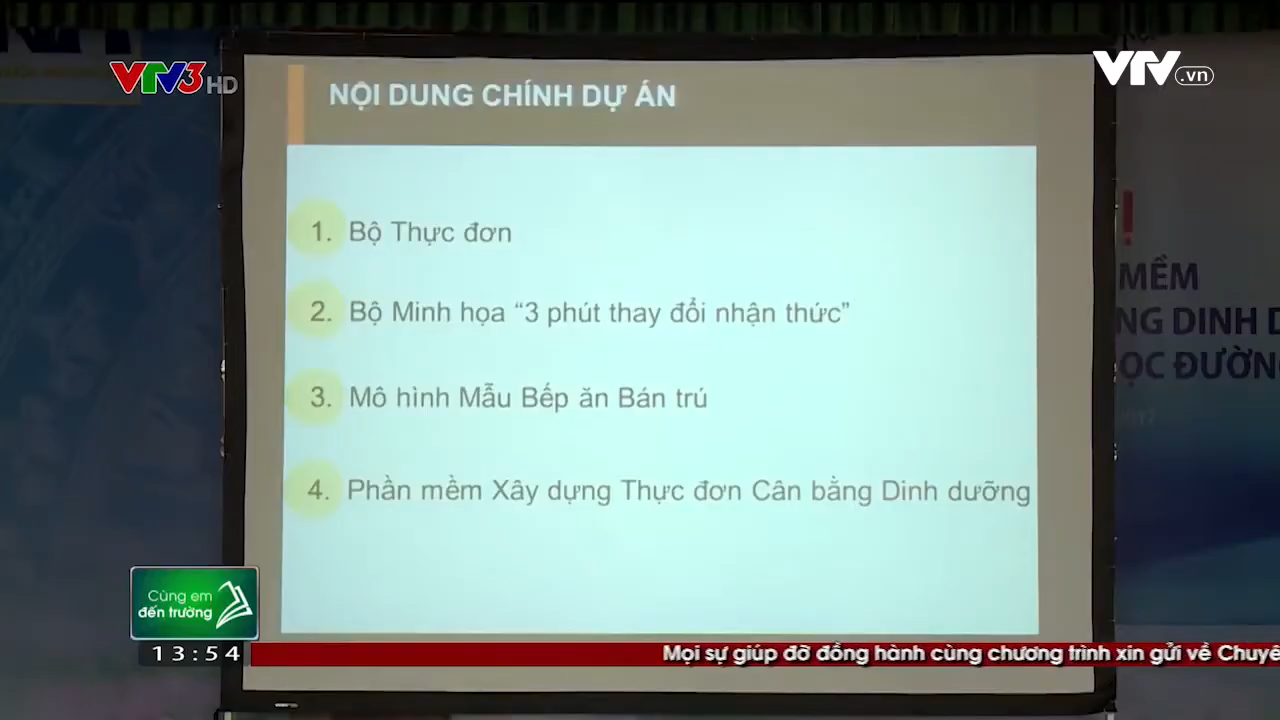 VTV3 HD
VTV.vn
NỘI DUNG CHÍNH DỰ ÁN
1. Bộ Thực đơn
2. Bộ Minh họa “3 phút thay đổi nhận thức”
3. Mô hình Mẫu Bếp ăn Bán trú
4. Phần mềm Xây dựng Thực đơn Cân bằng Dinh dưỡng
MỀM
NG DINH D
ỌC ĐƯỜN
Cùng em
đến trường
13:54
Mọi sự giúp đỡ đồng hành cùng chương trình xin gửi về Chuyê